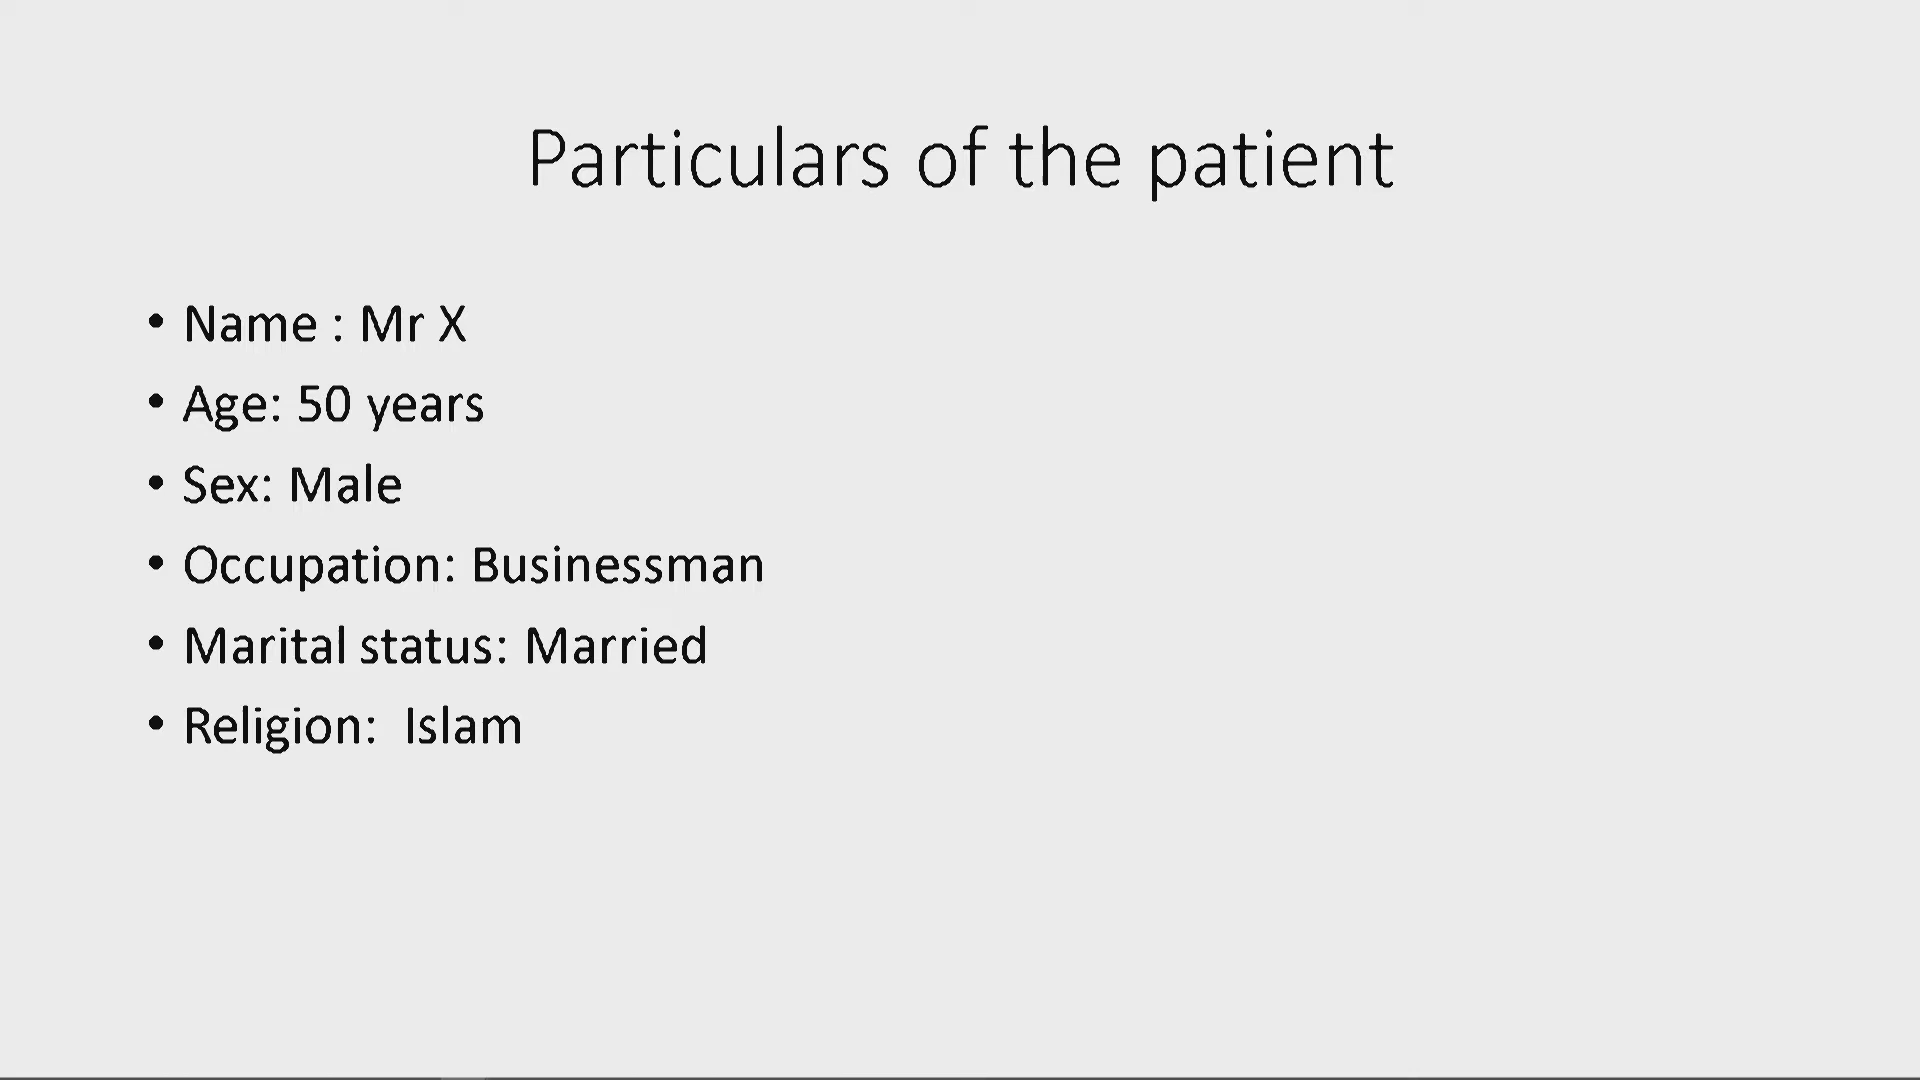 Particulars of the patient
• Name : Mr X
• Age: 50 years
• Sex: Male
• Occupation: Businessman
• Marital status: Married
• Religion:  Islam